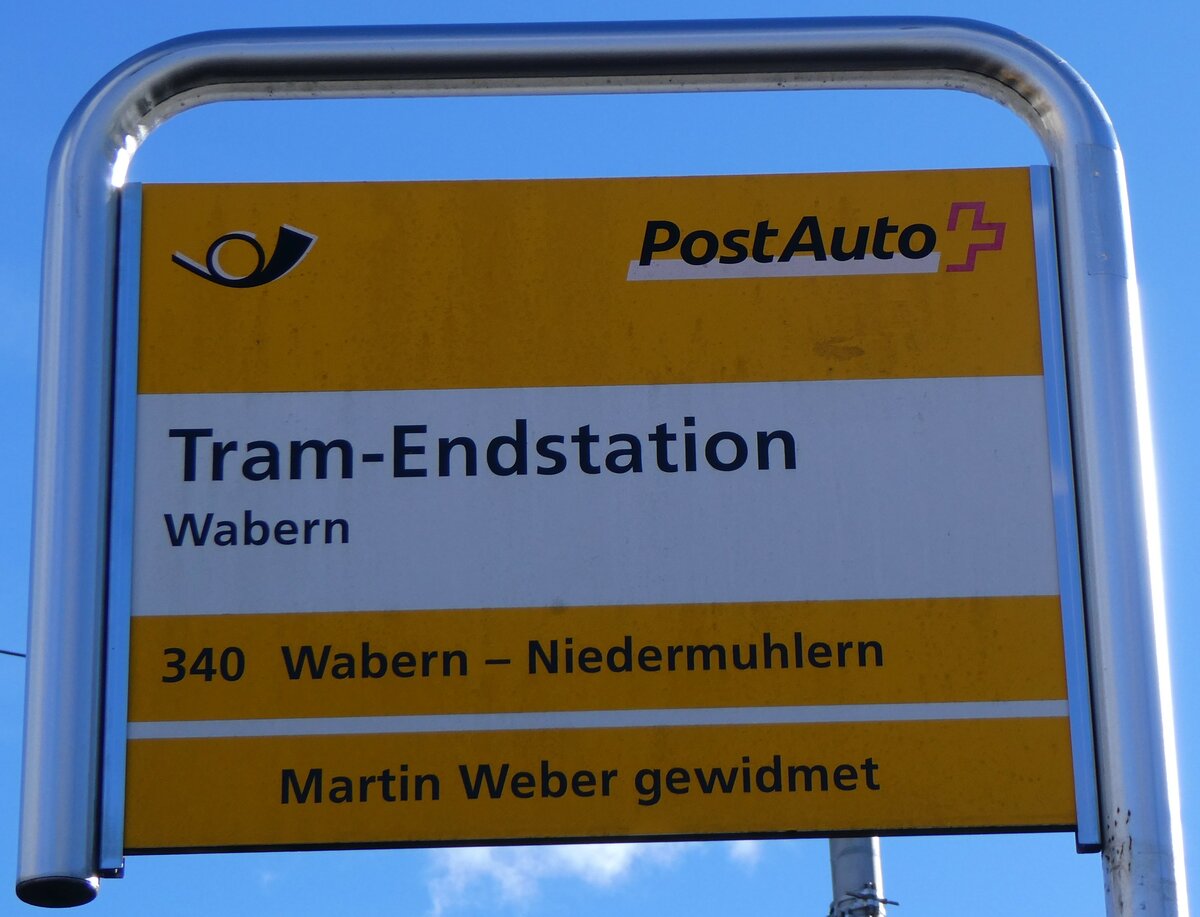 PostAuto
Tram-Endstation
Wabern
340 Wabern – Niedermuhlern
Martin Weber gewidmet